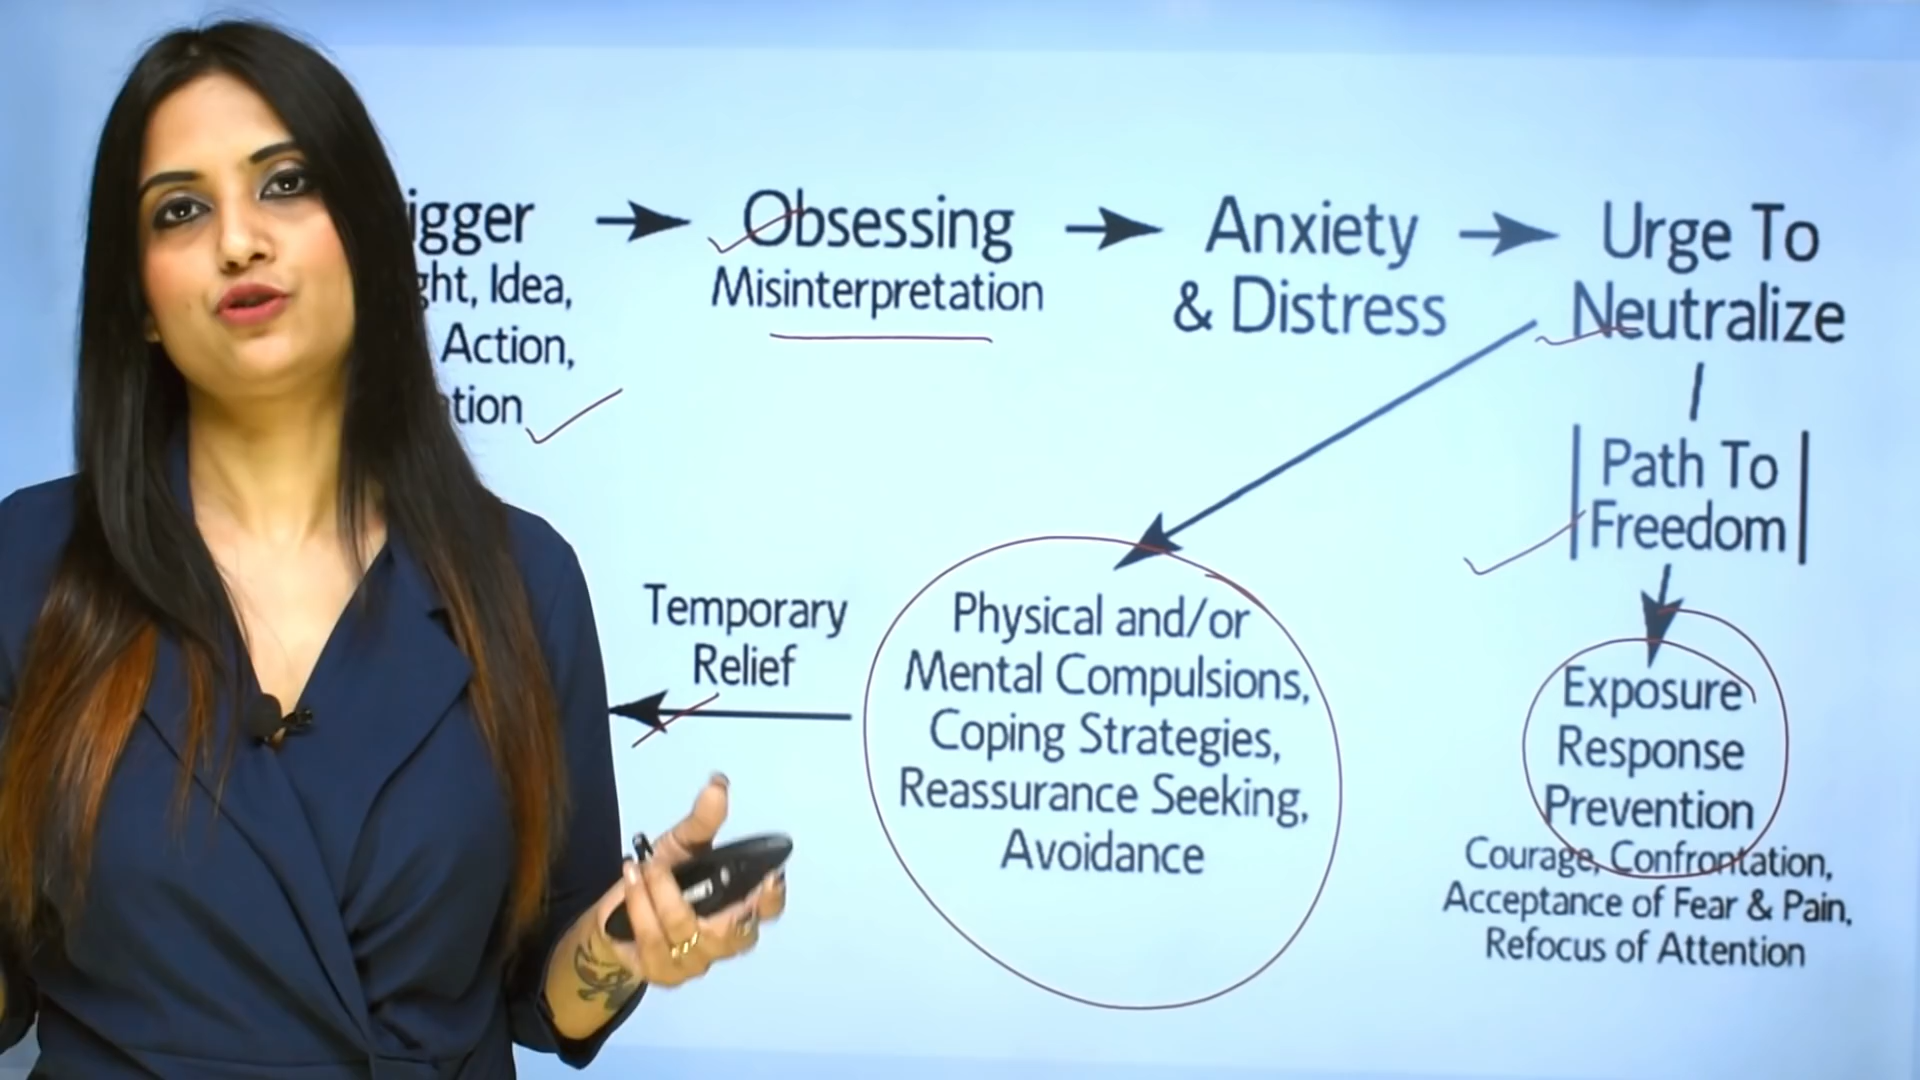 igger
ght, Idea,
Action,
tion
Obsessing
Misinterpretation
Anxiety
& Distress
Urge To
Neutralize
Path To
Freedom
Exposure
Response
Prevention
Courage, Confrontation,
Acceptance of Fear & Pain,
Refocus of Attention
Physical and/or
Mental Compulsions,
Coping Strategies,
Reassurance Seeking,
Avoidance
Temporary
Relief